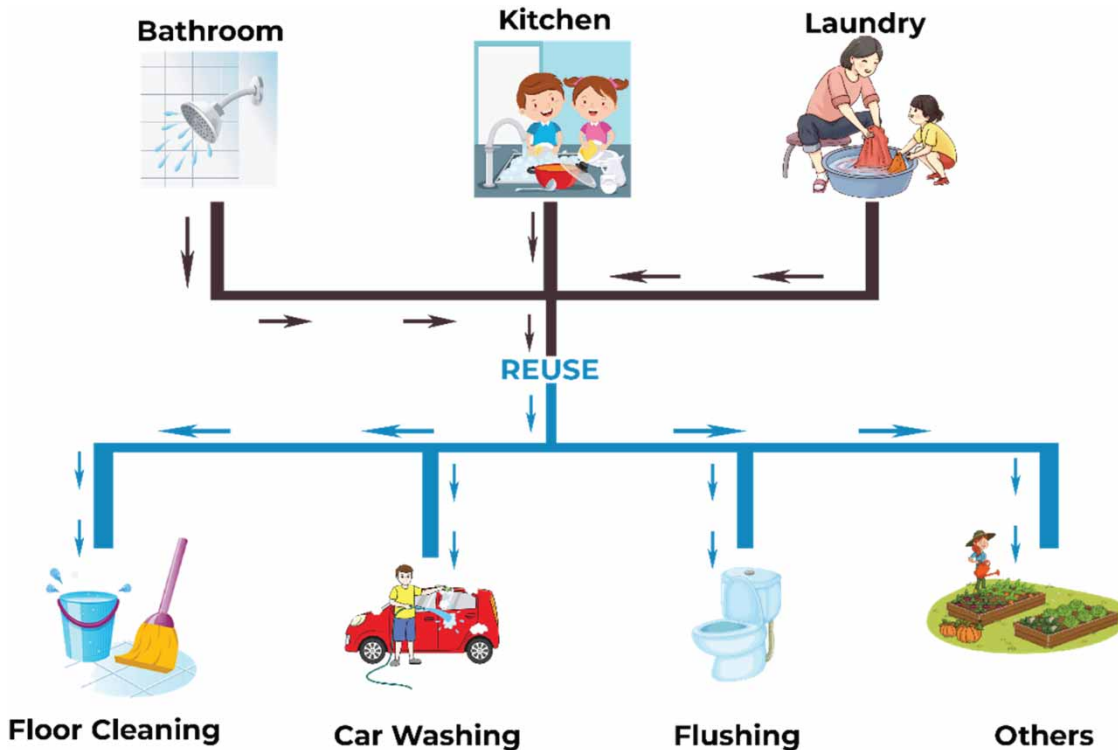 Bathroom
Kitchen
Laundry
REUSE
Floor Cleaning
Car Washing
Flushing
Others